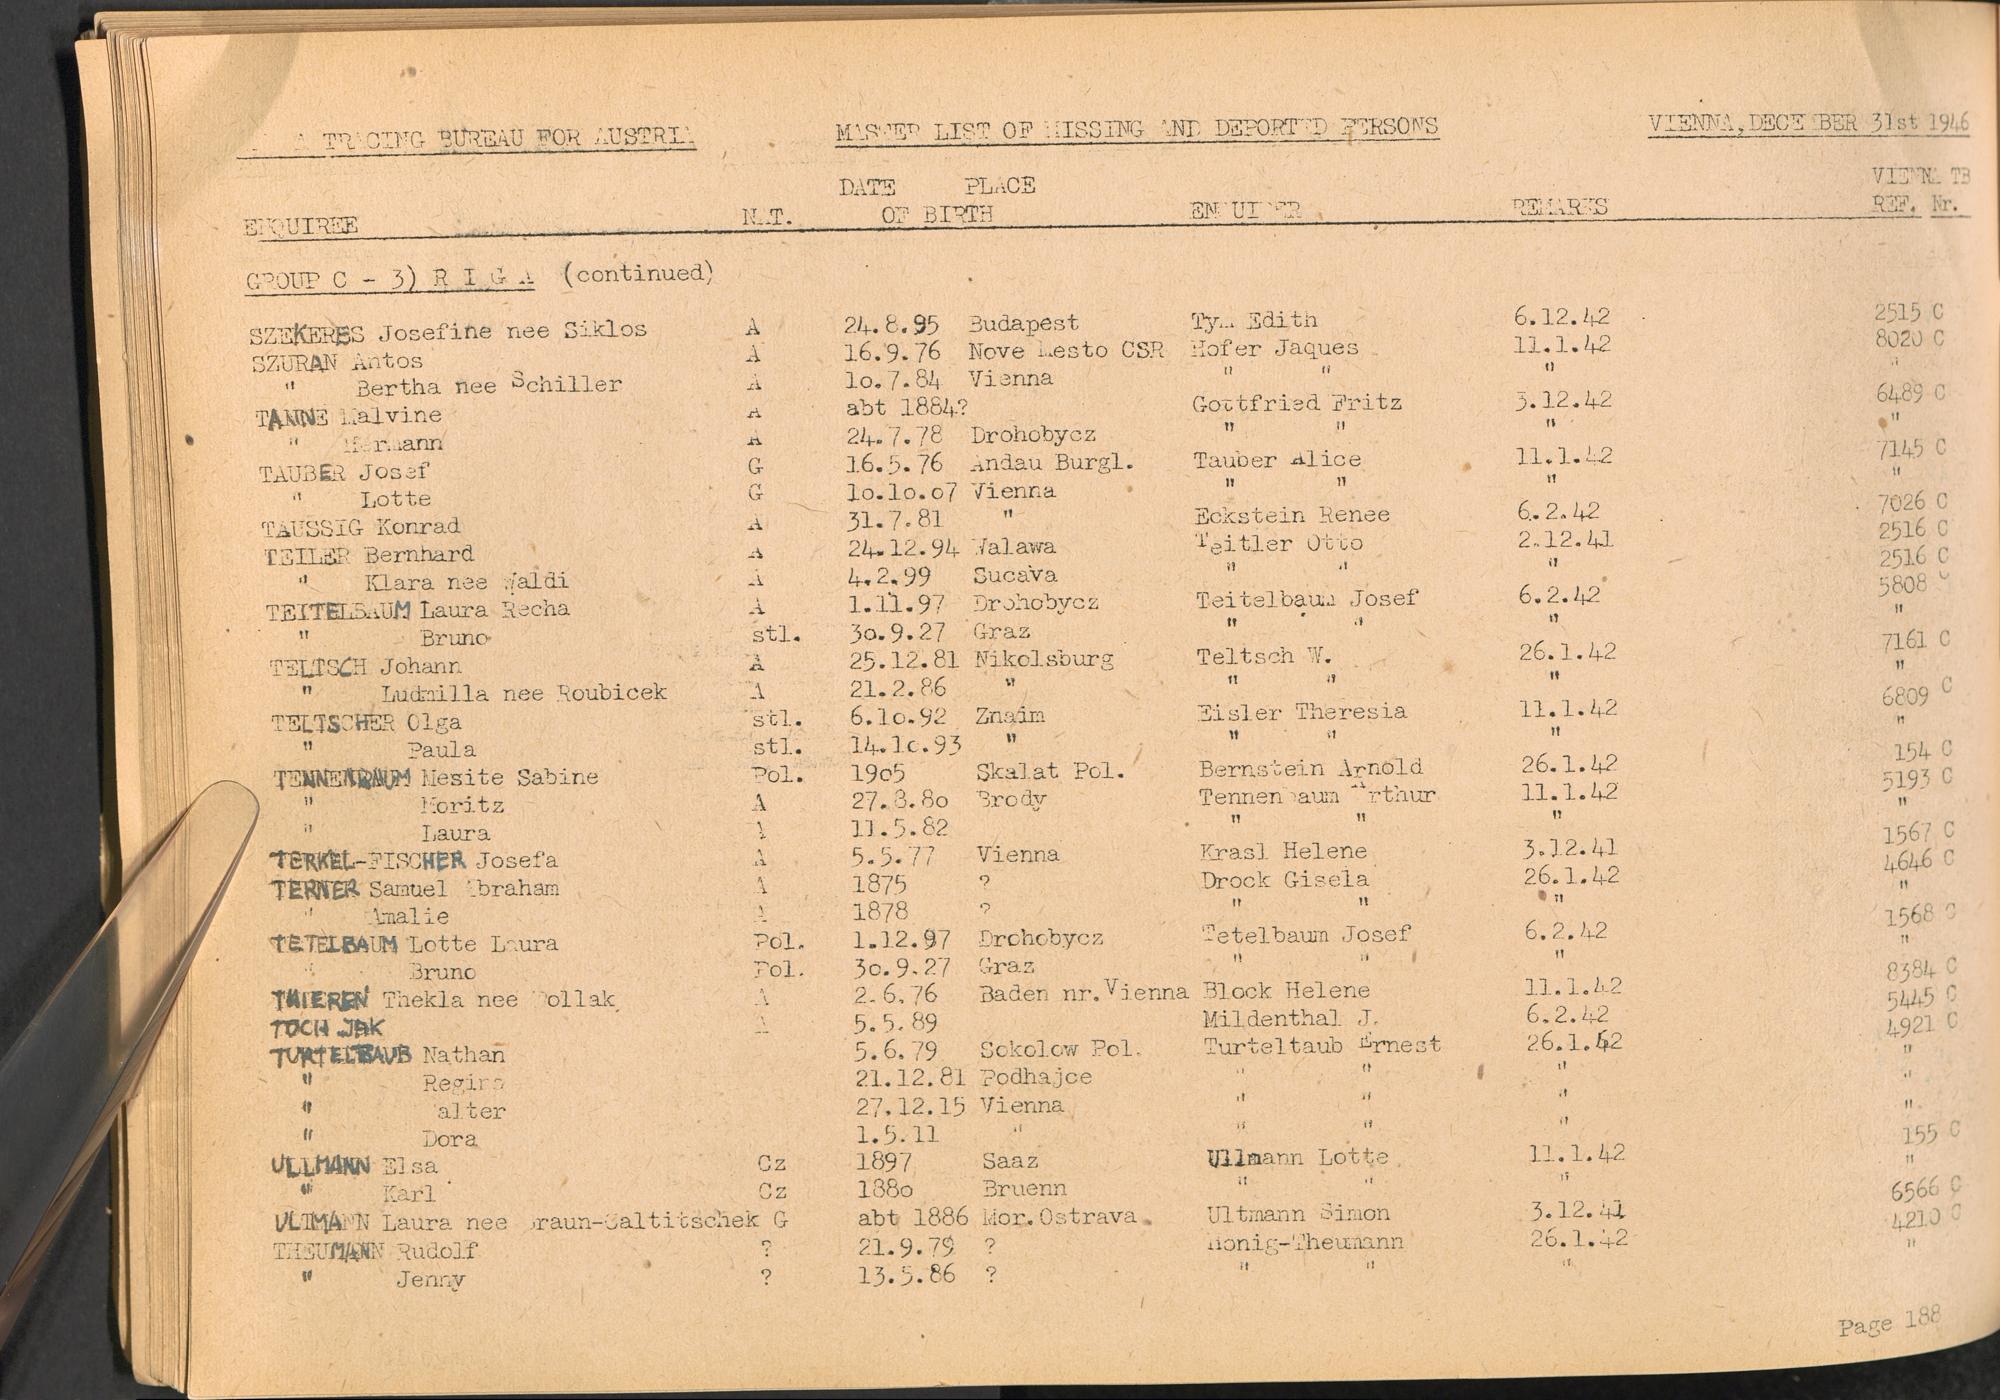 A TRACING BUREAU FOR AUSTRIA MASTER LIST OF MISSING AND DEPORTED PERSONS VIENNA, DECEMBER 31st 1946
DATE PLACE VIENNA TB
ENQUIREE NAT. OF BIRTH ENQUIRER REMARKS REF. Nr.
GROUP C - 3) R I G A (continued)
SZEKERES Josefine nee Siklos A 24.8.95 Budapest Edith 6.12.42 2515 C
SZURAN Antos A 16.9.76 Nove Mesto CSR Hofer Jaques 11.1.42 8020 C
" Bertha nee Schiller A 1o.7.84 Vienna " " " "
TANNE Malvine A abt 1884? Gottfried Fritz 3.12.42 6489 C
" Hermann A 24.7.78 Drohobycz " " " "
TAUBER Josef G 16.5.76 Andau Burgl. Tauber Alice 11.1.42 7145 C
" Lotte G 1o.1o.o7 Vienna " " " "
TAUSSIG Konrad A 31.7.81 " Eckstein Renee 6.2.42 7026 C
TEILER Bernhard A 24.12.94 Walawa Teitler Otto 2.12.41 2516 C
" Klara nee Waldi A 4.2.99 Sucava " " " 2516 C
TEITELBAUM Laura Recha A 1.11.97 Drohobycz Teitelbaum Josef 6.2.42 5808 C
" Bruno stl. 3o.9.27 Graz " " " "
TELTSCH Johann A 25.12.81 Nikolsburg Teltsch W. 26.1.42 7161 C
" Ludmilla nee Roubicek A 21.2.86 " " " " "
TELTSCHER Olga stl. 6.1o.92 Znaim Eisler Theresia 11.1.42 6809 C
" Paula stl. 14.1o.93 " " " " "
TENNENBAUM Mesite Sabine Pol. 19o5 Skalat Pol. Bernstein Arnold 26.1.42 154 C
" Moritz A 27.8.8o Brody Tennenbaum Arthur 11.1.42 5193 C
" Laura A 11.5.82 " " " "
TERKEL-FISCHER Josefa A 5.5.77 Vienna Krasl Helene 3.12.41 1567 C
TERNER Samuel Abraham A 1875 ? Drock Gisela 26.1.42 4646 C
" Amalie A 1878 ? " " " "
TETELBAUM Lotte Laura Pol. 1.12.97 Drohobycz Tetelbaum Josef 6.2.42 1568 C
" Bruno Pol. 3o.9.27 Graz " " " "
THIEREN Thekla nee Pollak A 2.6.76 Baden nr.Vienna Block Helene 11.1.42 8384 C
TOCH JAK A 5.5.89 Mildenthal J. 6.2.42 5445 C
TURTELBAUB Nathan 5.6.79 Sokolow Pol. Turteltaub Ernest 26.1.42 4921 C
" Regina 21.12.81 Podhajce " " " "
" Walter 27.12.15 Vienna " " " "
" Dora 1.5.11 " " " " "
ULLMANN Elsa Cz 1897 Saaz Ullmann Lotte 11.1.42 155 C
" Karl Cz 188o Bruenn " " " "
ULTMANN Laura nee Braun-Saltitschek G abt 1886 Mor.Ostrava Ultmann Simon 3.12.41 6566 C
THEUMANN Rudolf ? 21.9.79 ? Honig-Theumann 26.1.42 4210 C
" Jenny ? 13.5.86 ? " " " "
Page 188